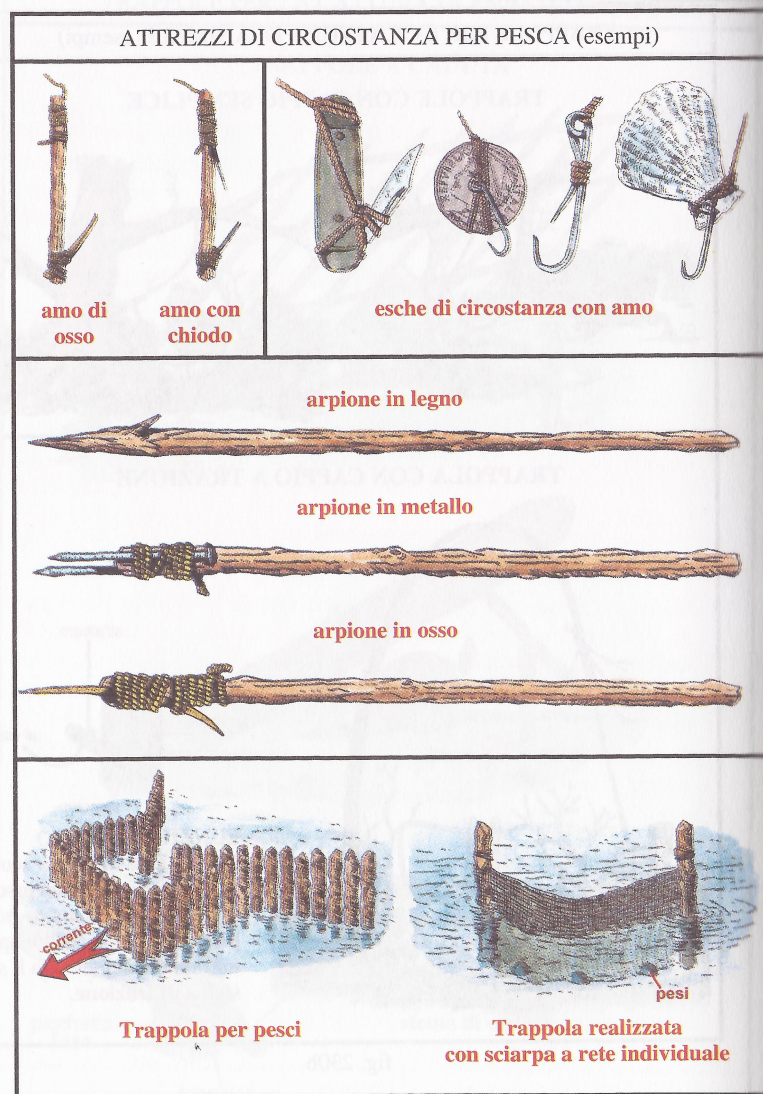 ATTREZZI DI CIRCOSTANZA PER PESCA (esempi)
amo di
osso
amo con
chiodo
esche di circostanza con amo
arpione in legno
arpione in metallo
arpione in osso
corrente
Trappola per pesci
pesi
Trappola realizzata
con sciarpa a rete individuale